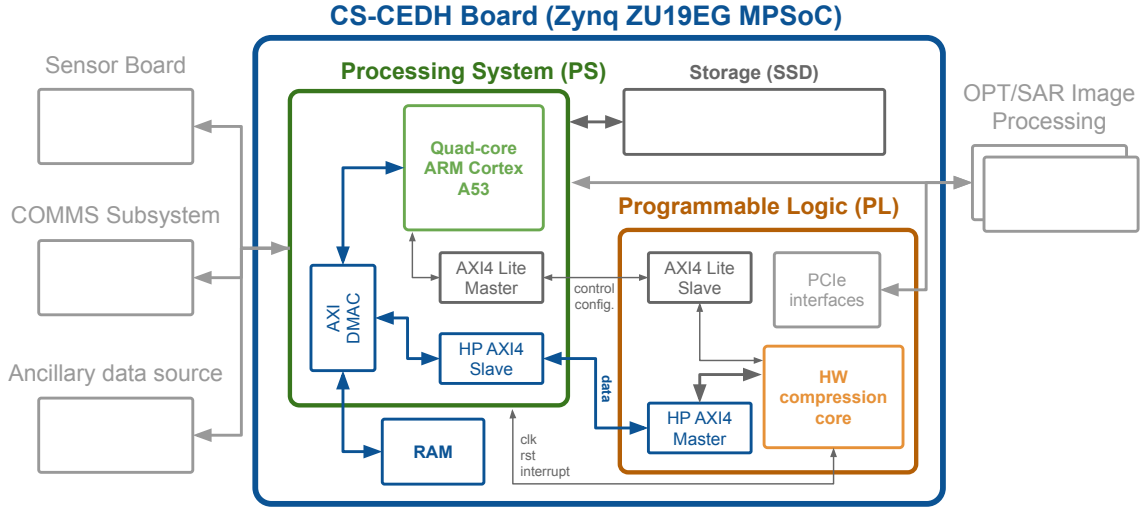 CS-CEDH Board (Zynq ZU19EG MPSoC)
Sensor Board
COMMS Subsystem
Ancillary data source
Processing System (PS)
Quad-core
ARM Cortex
A53
AXI4 Lite
Master
AXI
DMAC
HP AXI4
Slave
RAM
Storage (SSD)
control
config.
data
clk
rst
interrupt
Programmable Logic (PL)
AXI4 Lite
Slave
PCIe
interfaces
HP AXI4
Master
HW
compression
core
OPT/SAR Image
Processing